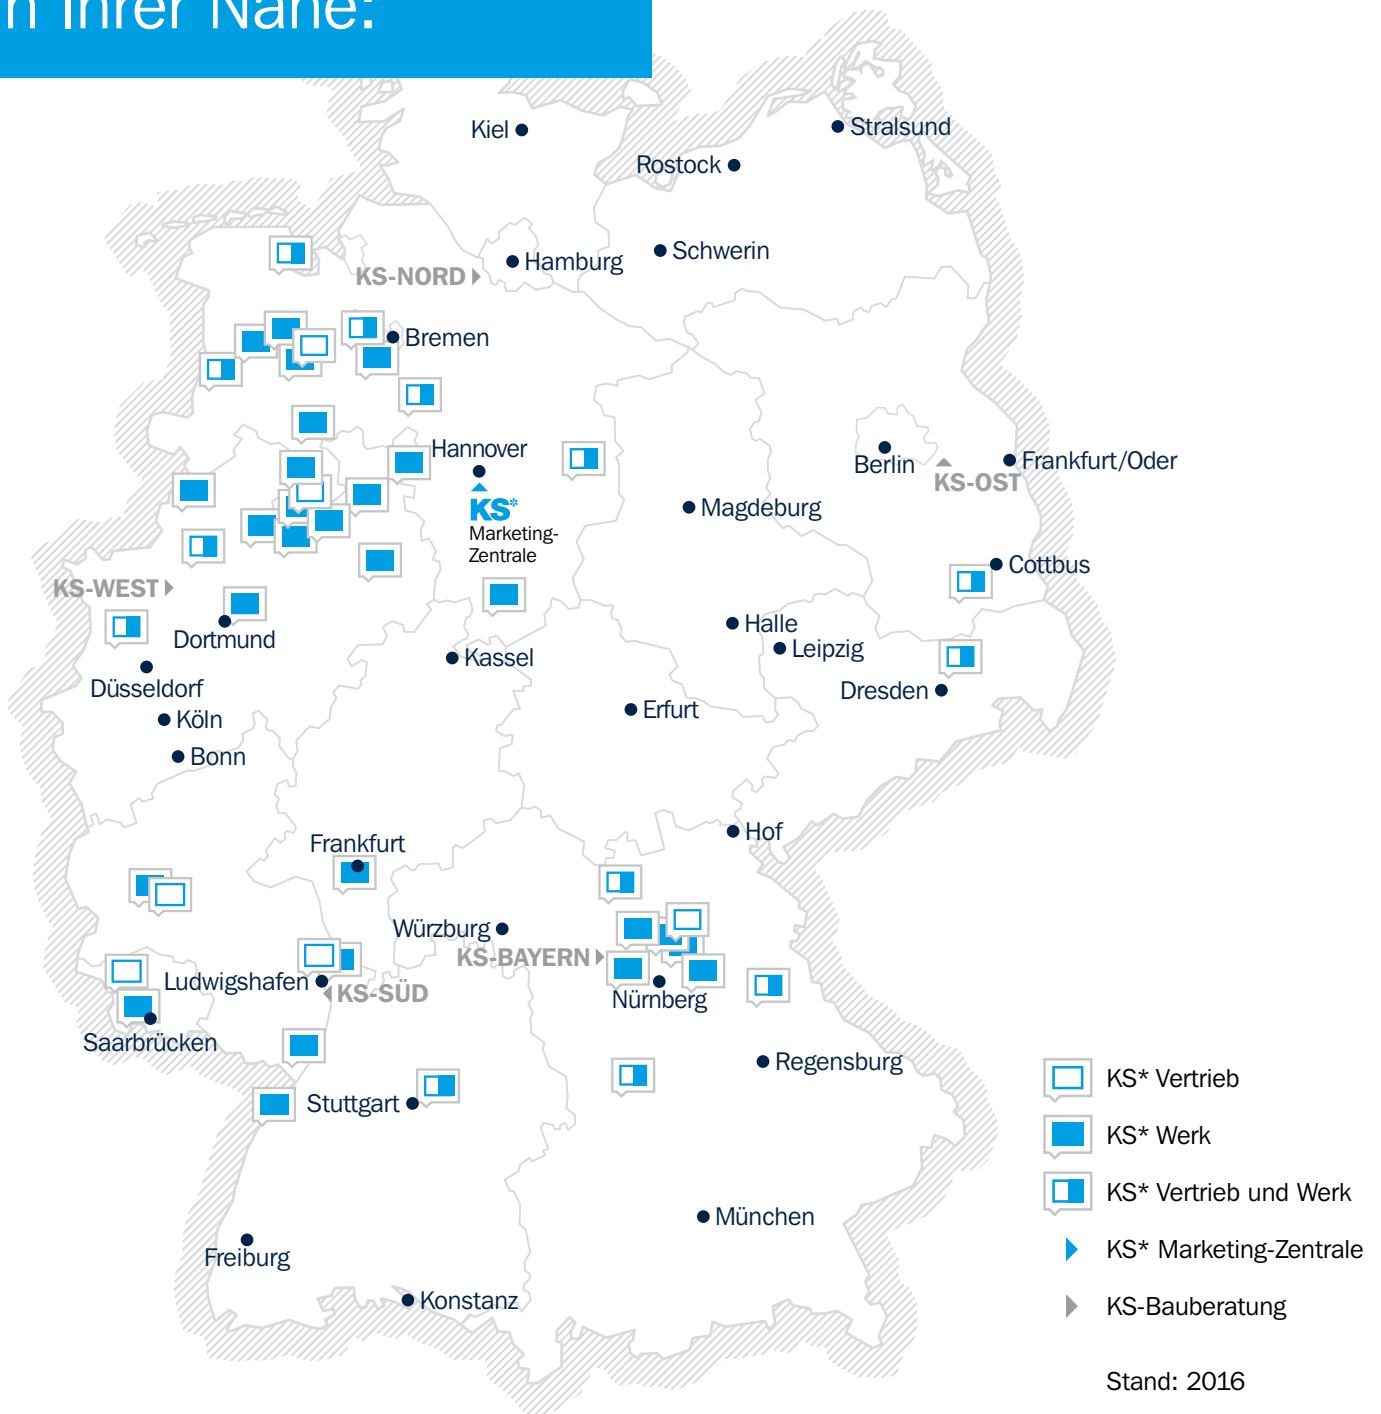 n Ihrer Nähe:
Kiel
Stralsund
Rostock
Schwerin
Hamburg
KS-NORD
Bremen
Hannover
KS*
Marketing-
Zentrale
Berlin
KS-OST
Frankfurt/Oder
Magdeburg
Cottbus
KS-WEST
Dortmund
Halle
Leipzig
Kassel
Düsseldorf
Dresden
Köln
Erfurt
Bonn
Hof
Frankfurt
Würzburg
KS-BAYERN
Ludwigshafen
KS-SÜD
Nürnberg
Saarbrücken
Regensburg
Stuttgart
München
Freiburg
Konstanz
KS* Vertrieb
KS* Werk
KS* Vertrieb und Werk
KS* Marketing-Zentrale
KS-Bauberatung
Stand: 2016